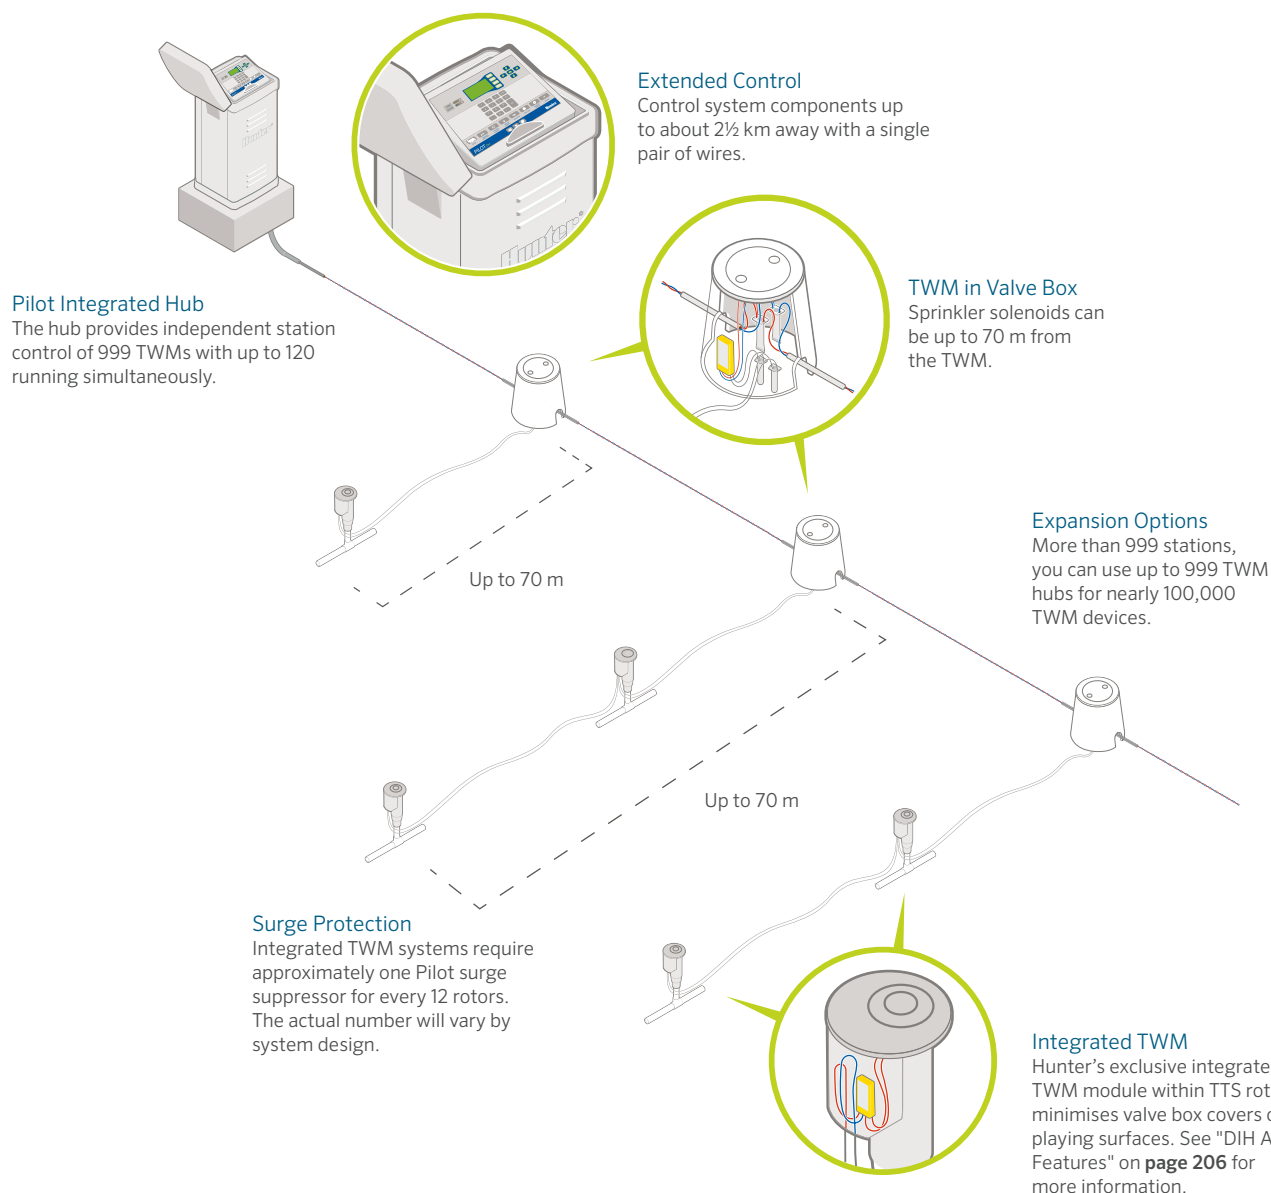 Extended Control
Control system components up
to about 2½ km away with a single
pair of wires.
PILOT
Hunter
Pilot Integrated Hub
The hub provides independent station
control of 999 TWMs with up to 120
running simultaneously.
TWM in Valve Box
Sprinkler solenoids can
be up to 70 m from
the TWM.
Expansion Options
More than 999 stations,
you can use up to 999 TWM
hubs for nearly 100,000
TWM devices.
Up to 70 m
Up to 70 m
Surge Protection
Integrated TWM systems require
approximately one Pilot surge
suppressor for every 12 rotors.
The actual number will vary by
system design.
Integrated TWM
Hunter’s exclusive integrate
TWM module within TTS rot
minimises valve box covers o
playing surfaces. See "DIH A
Features" on page 206 for
more information.